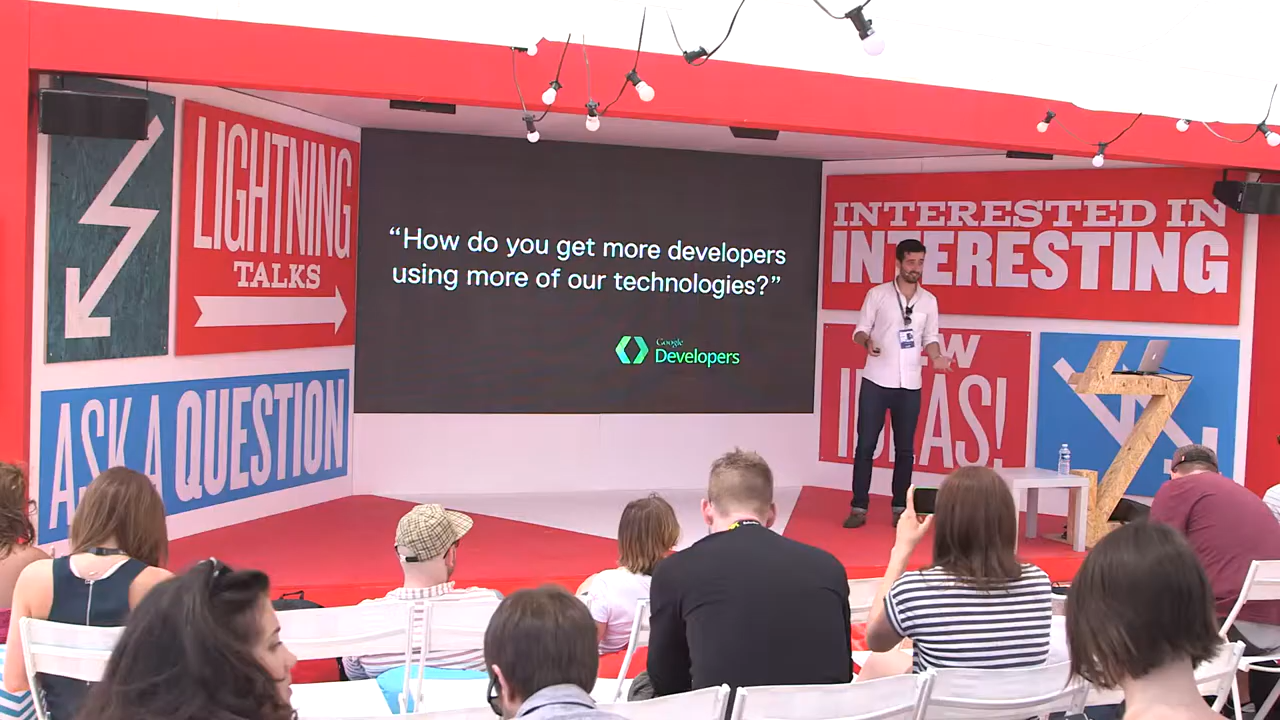 LIGHTNING
TALKS
ASK A QUESTION
“How do you get more developers
using more of our technologies?”
Google
Developers
INTERESTED IN
INTERESTING
IDEAS!